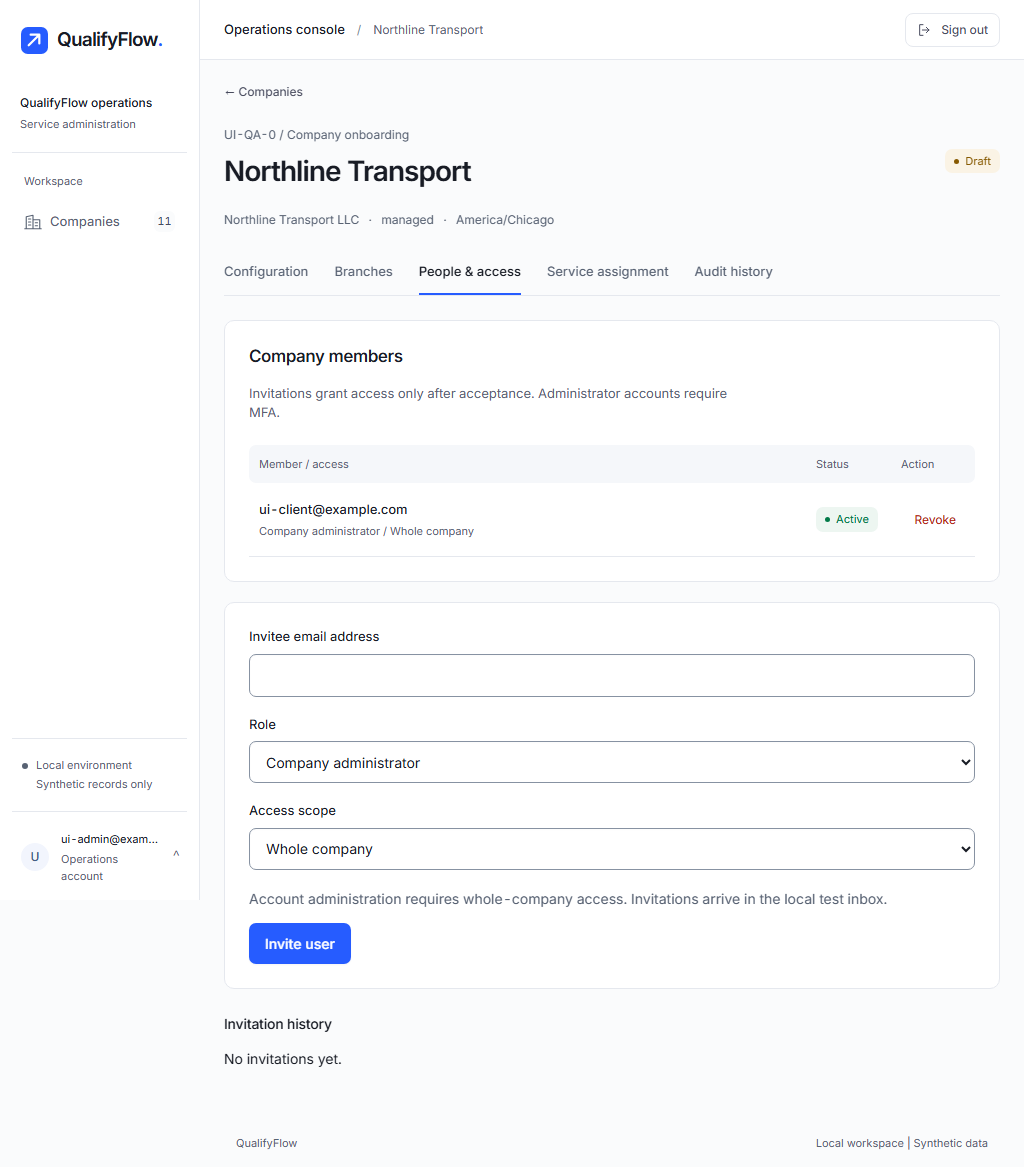 QualifyFlow.
QualifyFlow operations
Service administration
Workspace
Companies 11
Local environment
Synthetic records only
U
ui-admin@exam...
Operations
account
^
Operations console / Northline Transport
Sign out
← Companies
UI-QA-0 / Company onboarding
Northline Transport
Draft
Northline Transport LLC · managed · America/Chicago
Configuration Branches People & access Service assignment Audit history
Company members
Invitations grant access only after acceptance. Administrator accounts require
MFA.
Member / access Status Action
ui-client@example.com
Company administrator / Whole company
Active
Revoke
Invitee email address
Role
Company administrator
Access scope
Whole company
Account administration requires whole-company access. Invitations arrive in the local test inbox.
Invite user
Invitation history
No invitations yet.
QualifyFlow
Local workspace | Synthetic data